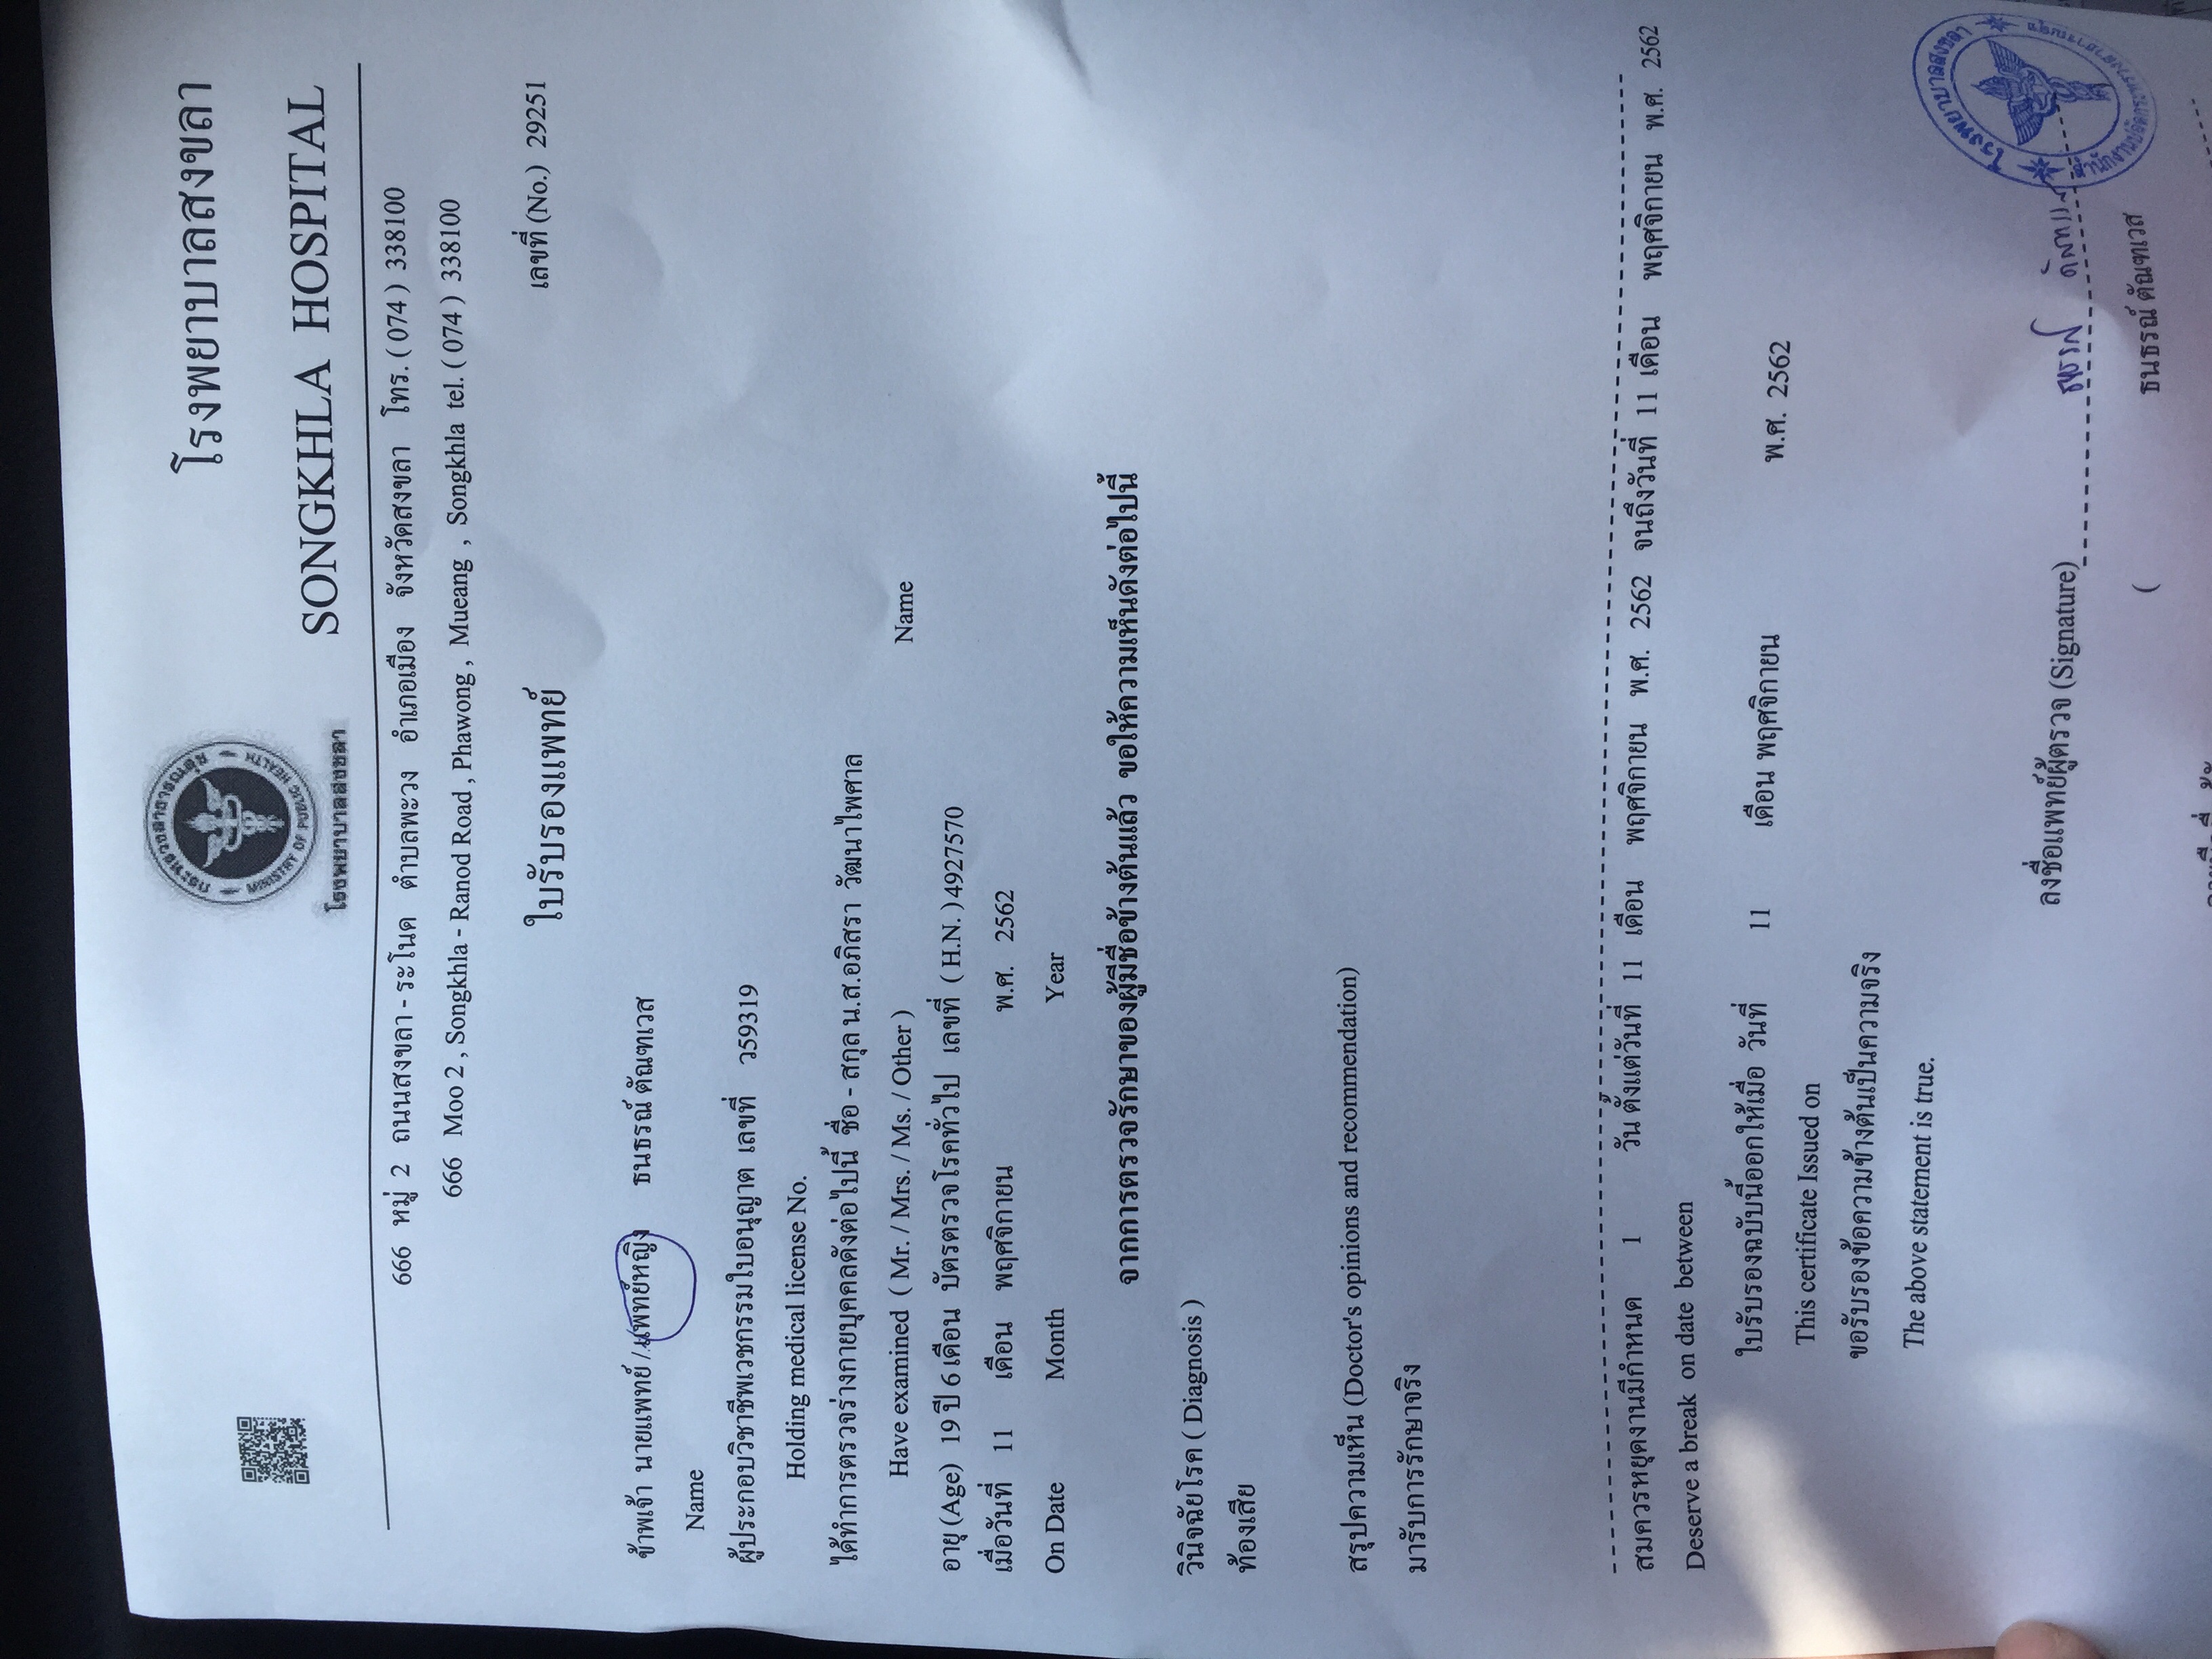 กระทรวงสาธารณสุข
MINISTRY OF PUBLIC HEALTH
โรงพยาบาลสงขลา
โรงพยาบาลสงขลา
SONGKHLA HOSPITAL
666 หมู่ 2 ถนนสงขลา - ระโนด ตำบลพะวง อำเภอเมือง จังหวัดสงขลา โทร. ( 074 ) 338100
666 Moo 2 , Songkhla - Ranod Road , Phawong , Mueang , Songkhla tel. ( 074 ) 338100
ใบรับรองแพทย์
เลขที่ (No.) 29251
ข้าพเจ้า นายแพทย์ / แพทย์หญิง ธนธรณ์ ตัณฑเวส
Name
ผู้ประกอบวิชาชีพเวชกรรมใบอนุญาต เลขที่ ว59319
Holding medical license No.
ได้ทำการตรวจร่างกายบุคคลดังต่อไปนี้ ชื่อ - สกุล น.ส.อภิสรา วัฒนาไพศาล
Have examined ( Mr. / Mrs. / Ms. / Other ) Name
อายุ (Age) 19 ปี 6 เดือน บัตรตรวจโรคทั่วไป เลขที่ ( H.N. ) 4927570
เมื่อวันที่ 11 เดือน พฤศจิกายน พ.ศ. 2562
On Date Month Year
จากการตรวจรักษาของผู้มีชื่อข้างต้นแล้ว ขอให้ความเห็นดังต่อไปนี้
วินิจฉัยโรค ( Diagnosis )
ท้องเสีย
สรุปความเห็น (Doctor's opinions and recommendation)
มารับการรักษาจริง
สมควรหยุดงานมีกำหนด 1 วัน ตั้งแต่วันที่ 11 เดือน พฤศจิกายน พ.ศ. 2562 จนถึงวันที่ 11 เดือน พฤศจิกายน พ.ศ. 2562
Deserve a break on date between
ใบรับรองฉบับนี้ออกให้เมื่อ วันที่ 11 เดือน พฤศจิกายน พ.ศ. 2562
This certificate Issued on
ขอรับรองข้อความข้างต้นเป็นความจริง
The above statement is true.
โรงพยาบาลสงขลา
สำนักงานปลัดกระทรวงสาธารณสุข
ลงชื่อแพทย์ผู้ตรวจ (Signature)
( ธนธรณ์ ตัณฑเวส